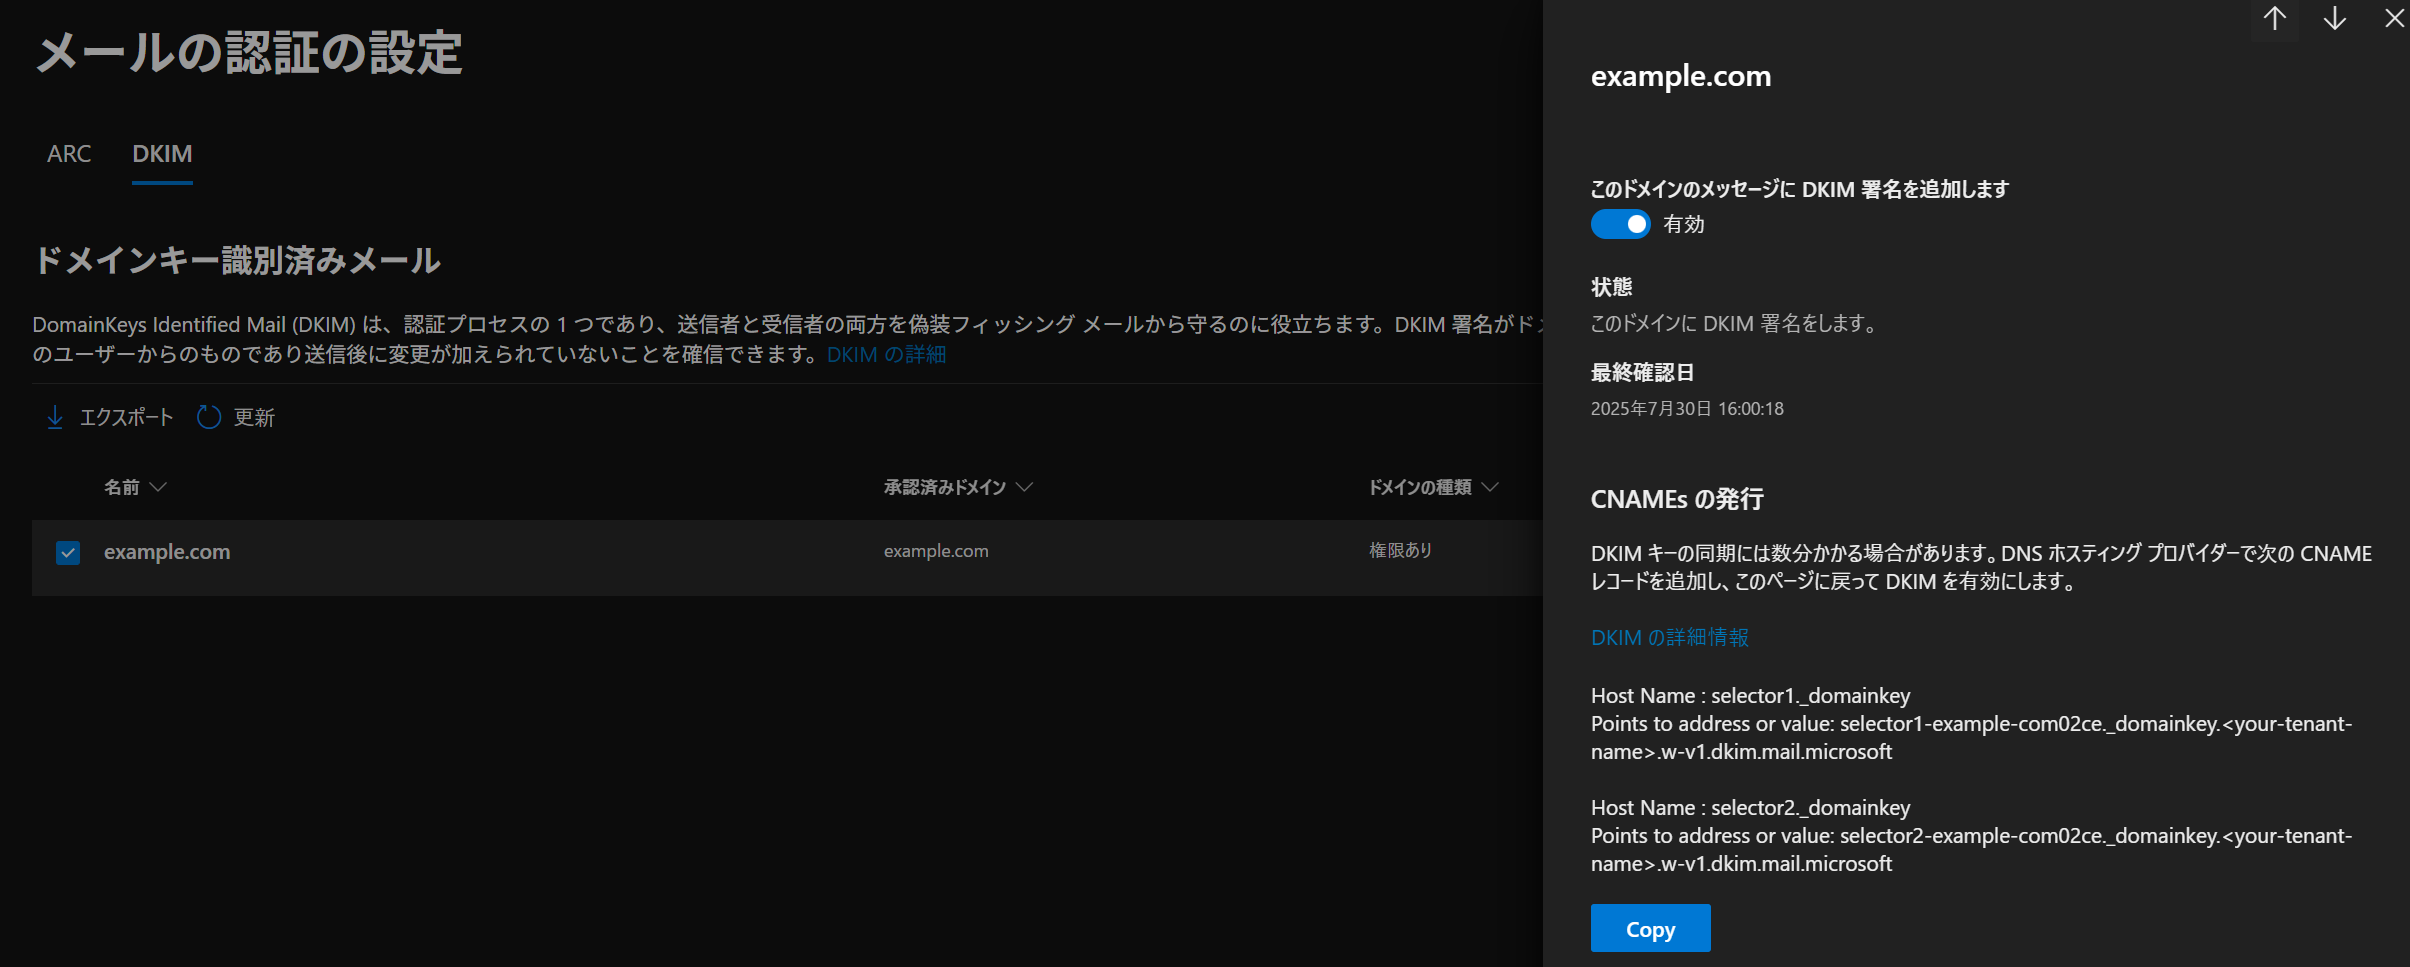 メールの認証の設定
ARC
DKIM
ドメインキー識別済みメール
DomainKeys Identified Mail (DKIM) は、認証プロセスの 1 つであり、送信者と受信者の両方を偽装フィッシング メールから守るのに役立ちます。DKIM 署名がドメ
のユーザーからのものであり送信後に変更が加えられていないことを確信できます。DKIM の詳細
エクスポート
更新
名前
承認済みドメイン
ドメインの種類
example.com
example.com
権限あり
example.com
このドメインのメッセージに DKIM 署名を追加します
有効
状態
このドメインに DKIM 署名をします。
最終確認日
2025年7月30日 16:00:18
CNAMEs の発行
DKIM キーの同期には数分かかる場合があります。DNS ホスティング プロバイダーで次の CNAME
レコードを追加し、このページに戻って DKIM を有効にします。
DKIM の詳細情報
Host Name : selector1._domainkey
Points to address or value: selector1-example-com02ce._domainkey.<your-tenant-
name>.w-v1.dkim.mail.microsoft
Host Name : selector2._domainkey
Points to address or value: selector2-example-com02ce._domainkey.<your-tenant-
name>.w-v1.dkim.mail.microsoft
Copy